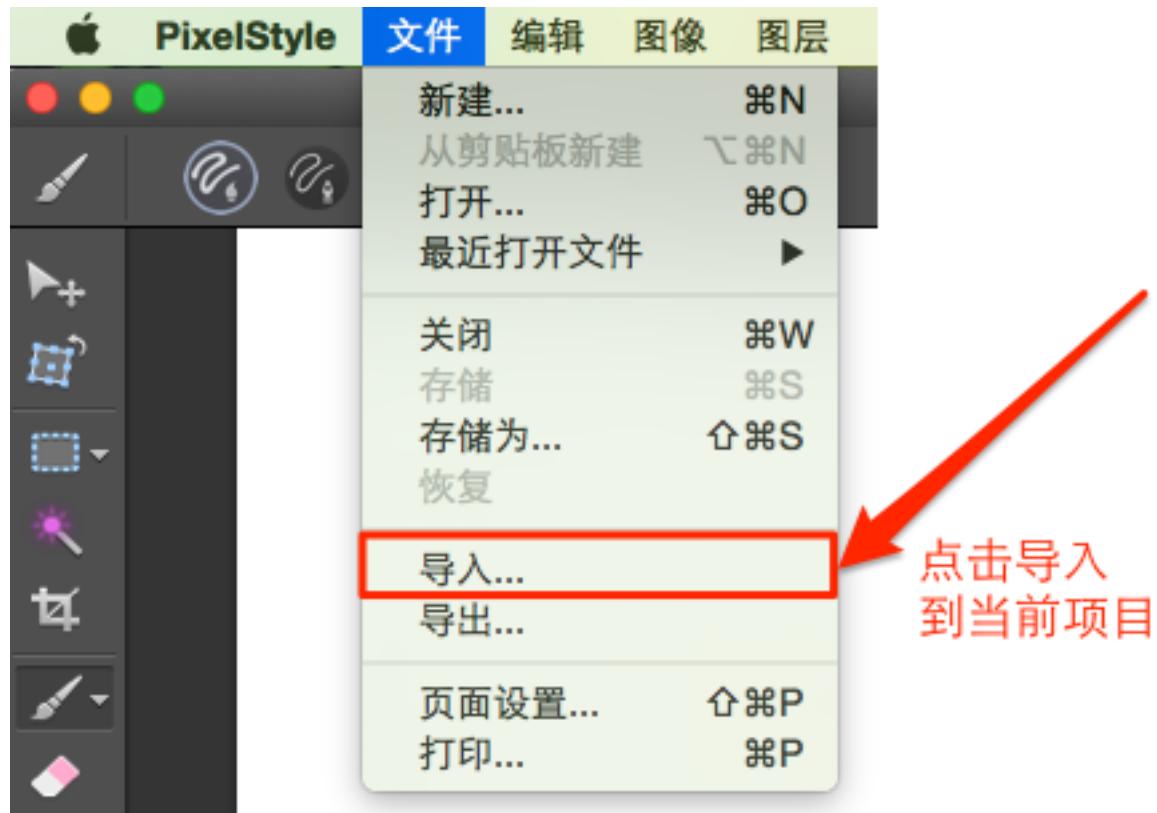 PixelStyle 文件 编辑 图像 图层
新建... ⌘N
从剪贴板新建 ⌥⌘N
打开... ⌘O
最近打开文件 ▶
关闭 ⌘W
存储 ⌘S
存储为... ⇧⌘S
恢复
导入...
导出...
点击导入
到当前项目
页面设置... ⇧⌘P
打印... ⌘P